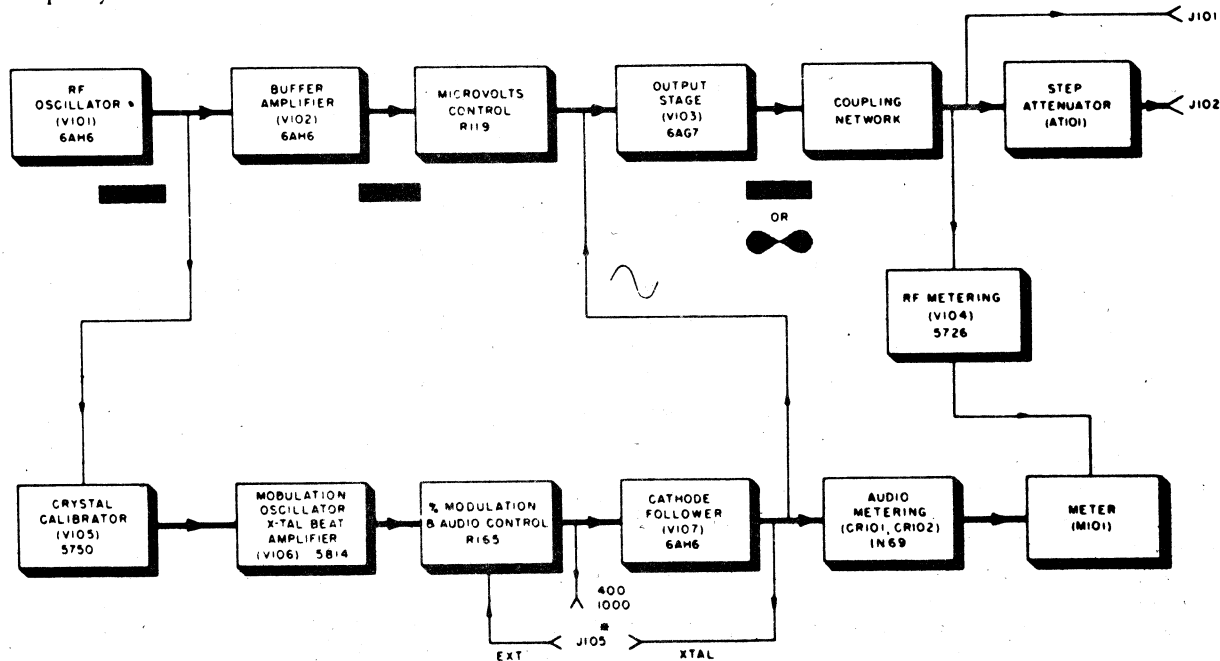 J101
RF
OSCILLATOR *
(V101)
6AH6
BUFFER
AMPLIFIER
(V102)
6AH6
MICROVOLTS
CONTROL
R119
OUTPUT
STAGE
(V103)
6AG7
COUPLING
NETWORK
STEP
ATTENUATOR
(AT101)
J102
OR
RF METERING
(V104)
5726
CRYSTAL
CALIBRATOR
(V105)
5750
MODULATION
OSCILLATOR
X-TAL BEAT
AMPLIFIER
(V106) 5814
% MODULATION
& AUDIO CONTROL
R165
CATHODE
FOLLOWER
(V107)
6AH6
AUDIO
METERING
(CR101, CR102)
1N69
METER
(M101)
400
1000
*
J105
EXT
XTAL